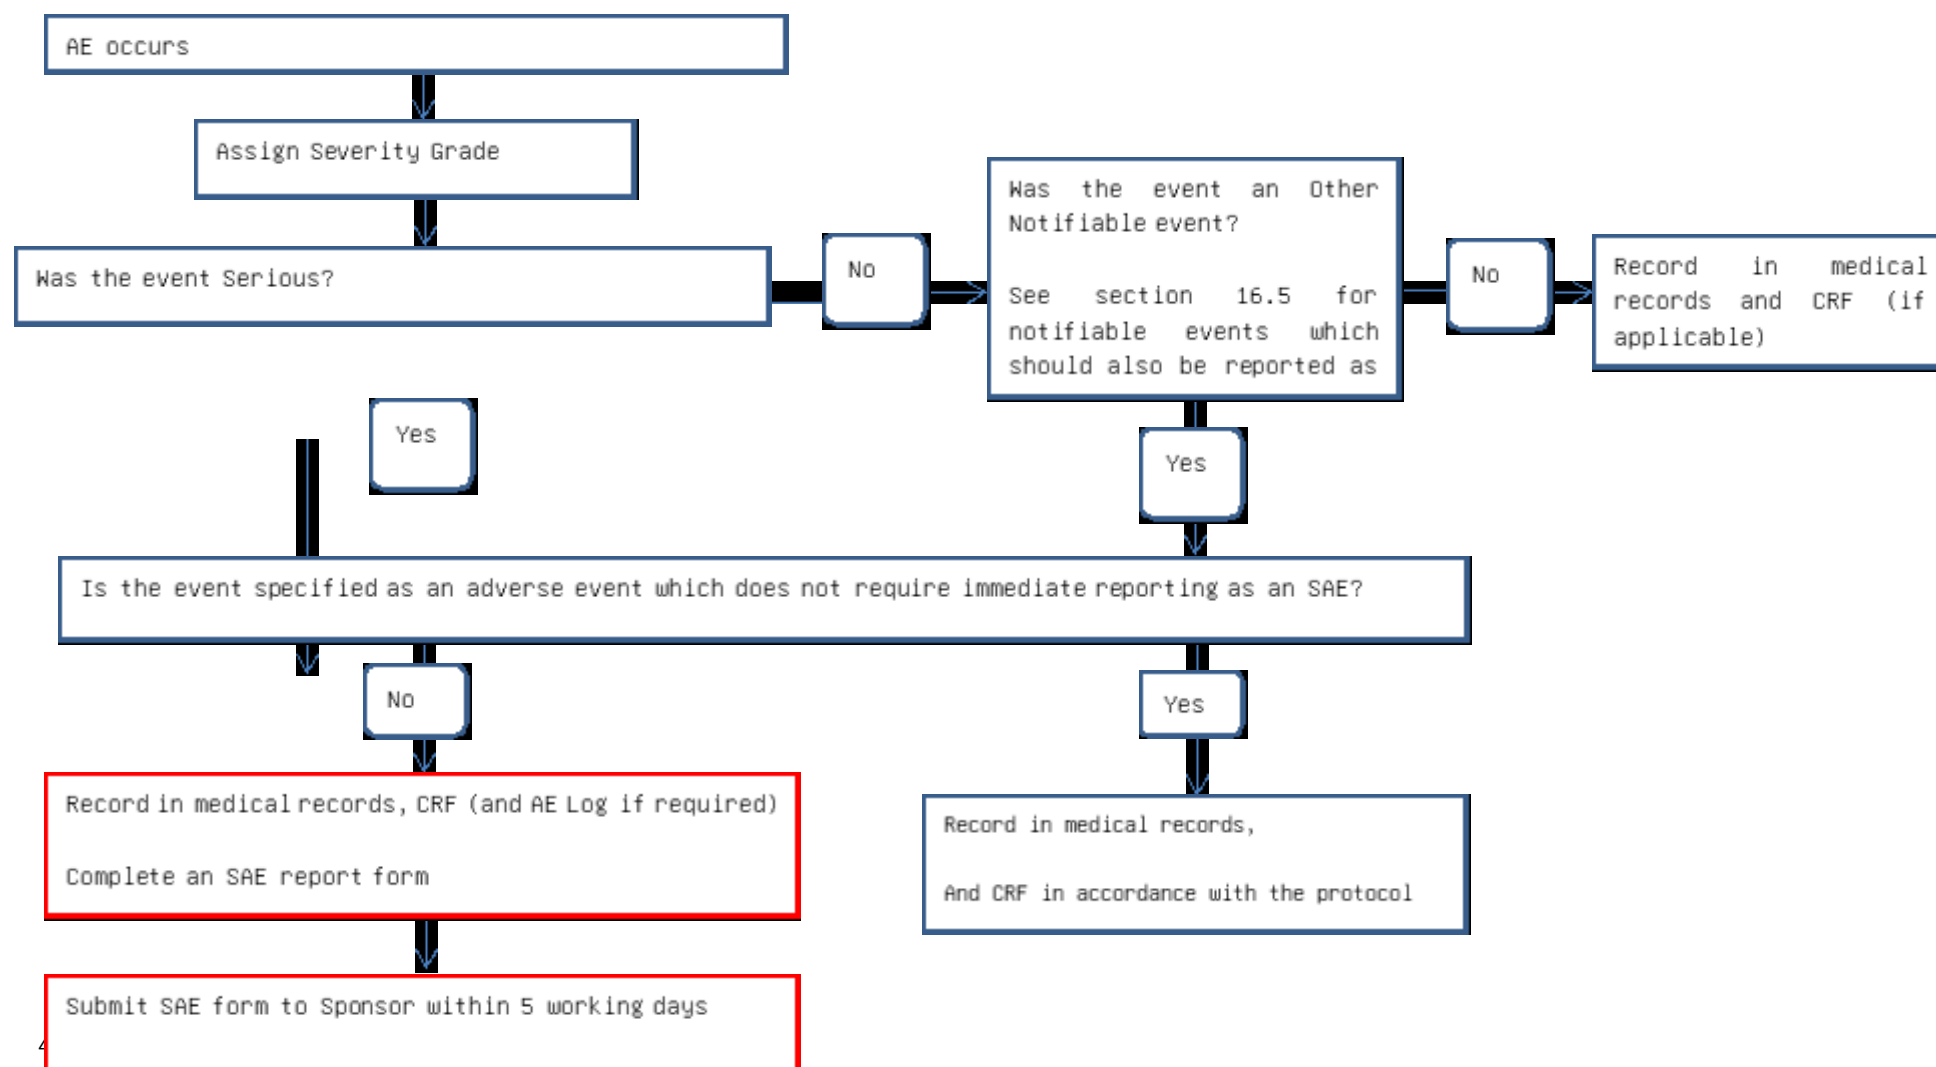 AE occurs
Assign Severity Grade
Was the event Serious?
No
Was the event an Other
Notifiable event?
See section 16.5 for
notifiable events which
should also be reported as
No
Record in medical
records and CRF (if
applicable)
Yes
Yes
Is the event specified as an adverse event which does not require immediate reporting as an SAE?
No
Yes
Record in medical records, CRF (and AE Log if required)
Complete an SAE report form
Record in medical records,
And CRF in accordance with the protocol
Submit SAE form to Sponsor within 5 working days